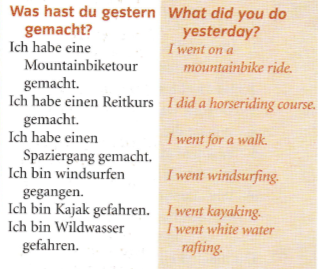 Was hast du gestern
gemacht?
Ich habe eine
Mountainbiketour
gemacht.
Ich habe einen Reitkurs
gemacht.
Ich habe einen
Spaziergang gemacht.
Ich bin windsurfen
gegangen.
Ich bin Kajak gefahren.
Ich bin Wildwasser
gefahren.
What did you do
yesterday?
I went on a
mountainbike ride.
I did a horseriding course.
I went for a walk.
I went windsurfing.
I went kayaking.
I went white water
rafting.